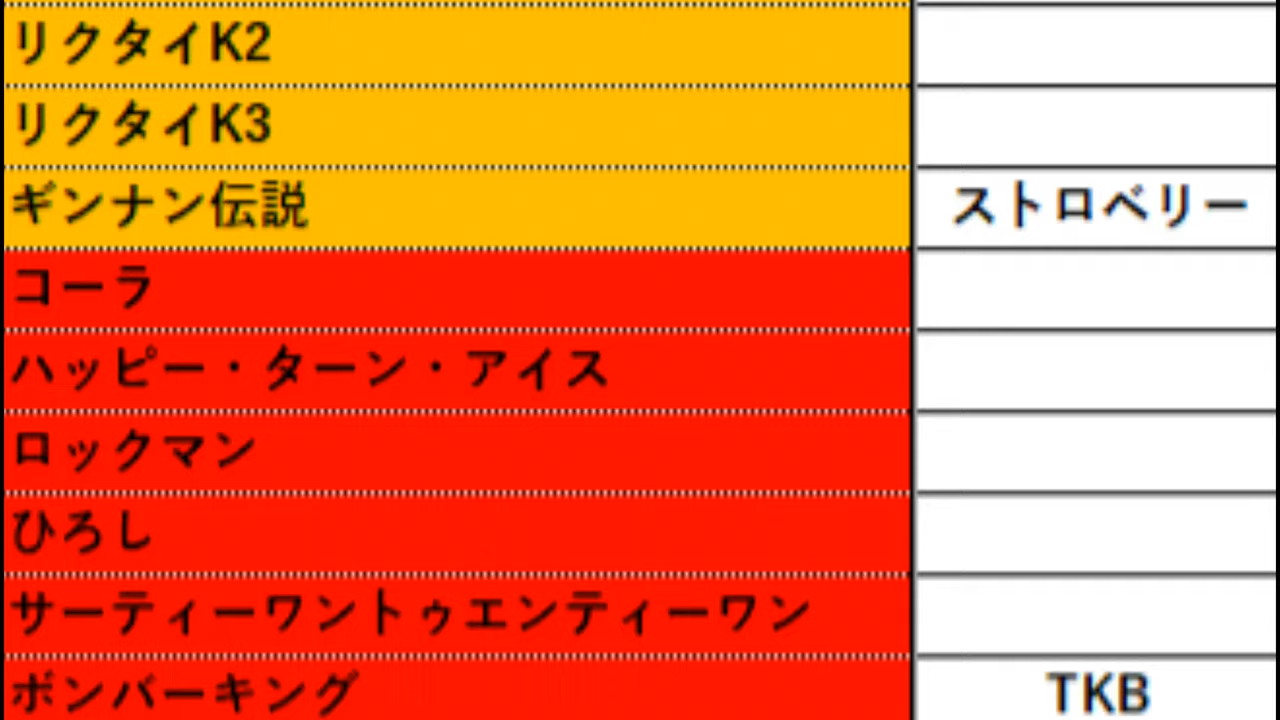 リクタイK2
リクタイK3
ギンナン伝説 ストロベリー
コーラ
ハッピー・ターン・アイス
ロックマン
ひろし
サーティーワントゥエンティーワン
ボンバーキング TKB